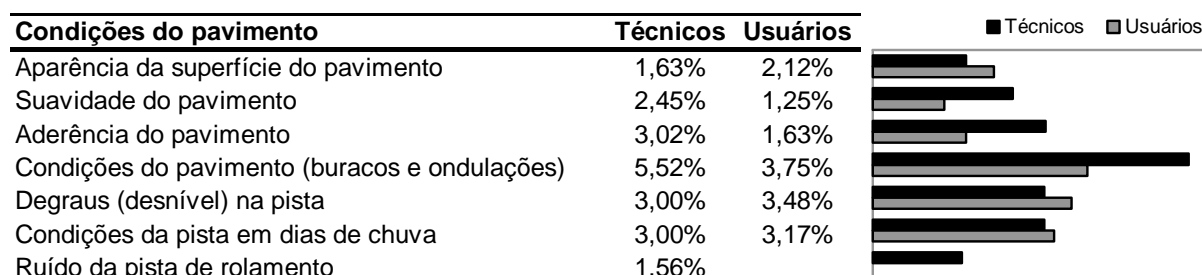 Condições do pavimento Técnicos Usuários
Técnicos Usuários
Aparência da superfície do pavimento 1,63% 2,12%
Suavidade do pavimento 2,45% 1,25%
Aderência do pavimento 3,02% 1,63%
Condições do pavimento (buracos e ondulações) 5,52% 3,75%
Degraus (desnível) na pista 3,00% 3,48%
Condições da pista em dias de chuva 3,00% 3,17%
Ruído da pista de rolamento 1,56%